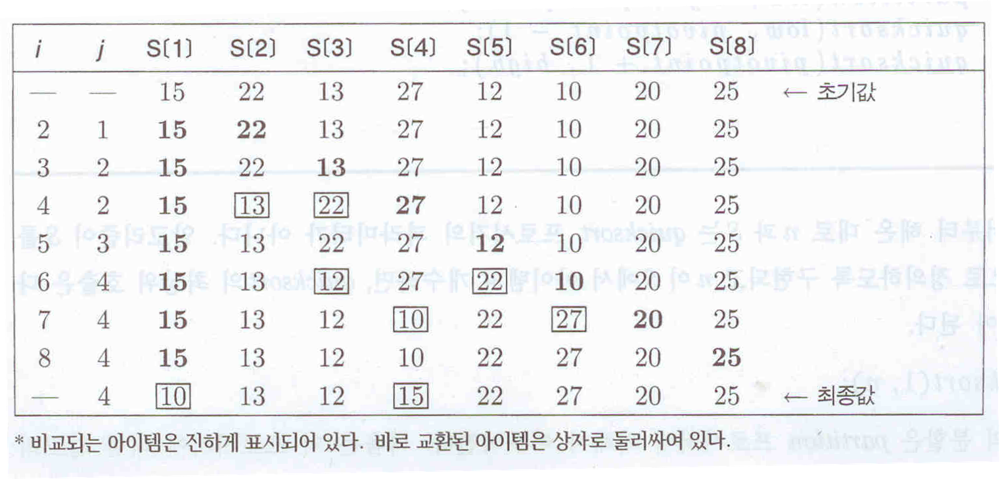 i j S[1] S[2] S[3] S[4] S[5] S[6] S[7] S[8]
— — 15 22 13 27 12 10 20 25 ← 초기값
2 1 15 22 13 27 12 10 20 25
3 2 15 22 13 27 12 10 20 25
4 2 15 13 22 27 12 10 20 25
5 3 15 13 22 27 12 10 20 25
6 4 15 13 12 27 22 10 20 25
7 4 15 13 12 10 22 27 20 25
8 4 15 13 12 10 22 27 20 25
— 4 10 13 12 15 22 27 20 25 ← 최종값
* 비교되는 아이템은 진하게 표시되어 있다. 바로 교환된 아이템은 상자로 둘러싸여 있다.